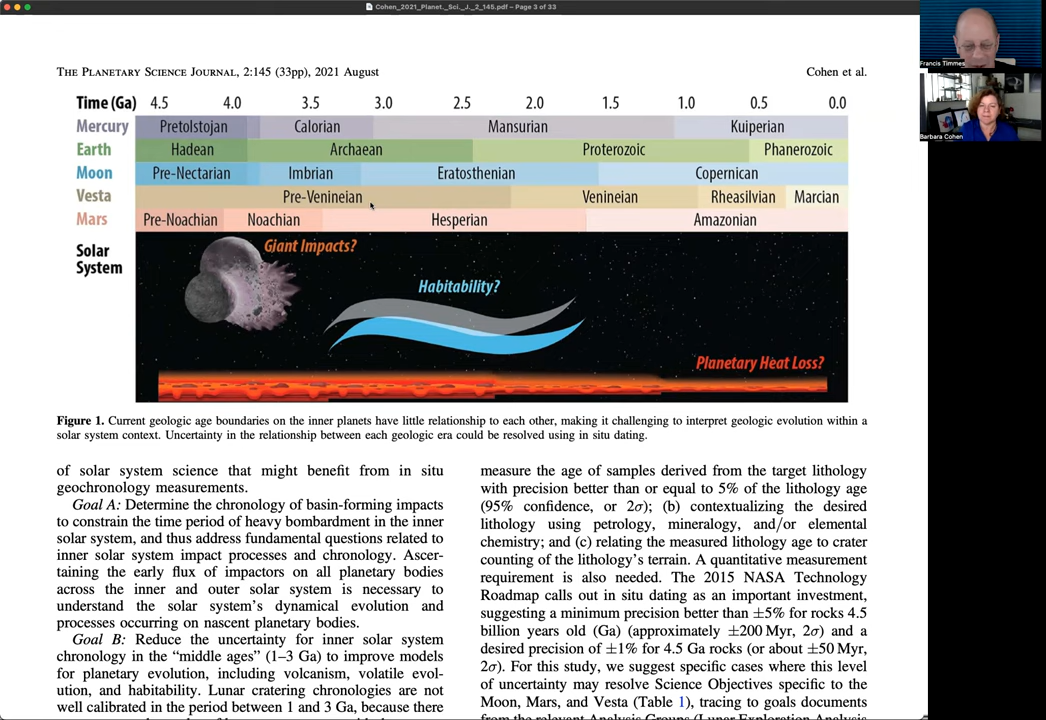 Cohen_2021_Planet._Sci._J._2_145.pdf – Page 3 of 33
Francis Timmes
Barbara Cohen
THE PLANETARY SCIENCE JOURNAL, 2:145 (33pp), 2021 August
Cohen et al.
Time (Ga) 4.5 4.0 3.5 3.0 2.5 2.0 1.5 1.0 0.5 0.0
Mercury Pretolstojan Calorian Mansurian Kuiperian
Earth Hadean Archaean Proterozoic Phanerozoic
Moon Pre-Nectarian Imbrian Eratosthenian Copernican
Vesta Pre-Venineian Venineian Rheasilvian Marcian
Mars Pre-Noachian Noachian Hesperian Amazonian
Solar
System
Giant Impacts?
Habitability?
Planetary Heat Loss?
Figure 1. Current geologic age boundaries on the inner planets have little relationship to each other, making it challenging to interpret geologic evolution within a
solar system context. Uncertainty in the relationship between each geologic era could be resolved using in situ dating.
of solar system science that might benefit from in situ
geochronology measurements.
Goal A: Determine the chronology of basin-forming impacts
to constrain the time period of heavy bombardment in the inner
solar system, and thus address fundamental questions related to
inner solar system impact processes and chronology. Ascer-
taining the early flux of impactors on all planetary bodies
across the inner and outer solar system is necessary to
understand the solar system's dynamical evolution and
processes occurring on nascent planetary bodies.
Goal B: Reduce the uncertainty for inner solar system
chronology in the "middle ages" (1–3 Ga) to improve models
for planetary evolution, including volcanism, volatile evol-
ution, and habitability. Lunar cratering chronologies are not
well calibrated in the period between 1 and 3 Ga, because there
measure the age of samples derived from the target lithology
with precision better than or equal to 5% of the lithology age
(95% confidence, or 2σ); (b) contextualizing the desired
lithology using petrology, mineralogy, and/or elemental
chemistry; and (c) relating the measured lithology age to crater
counting of the lithology's terrain. A quantitative measurement
requirement is also needed. The 2015 NASA Technology
Roadmap calls out in situ dating as an important investment,
suggesting a minimum precision better than ±5% for rocks 4.5
billion years old (Ga) (approximately ±200 Myr, 2σ) and a
desired precision of ±1% for 4.5 Ga rocks (or about ±50 Myr,
2σ). For this study, we suggest specific cases where this level
of uncertainty may resolve Science Objectives specific to the
Moon, Mars, and Vesta (Table 1), tracing to goals documents
from the relevant Analysis Groups (Lunar Exploration Analysis